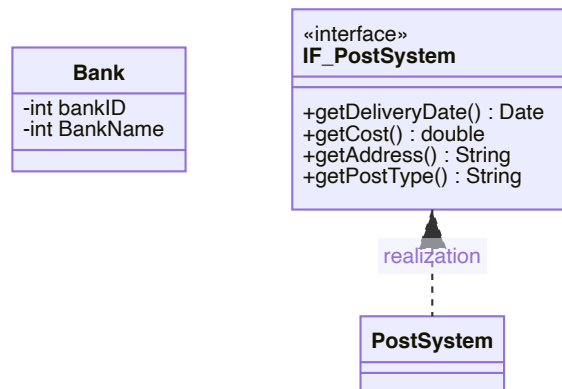 Bank
-int bankID
-int BankName
«interface»
IF_PostSystem
+getDeliveryDate() : Date
+getCost() : double
+getAddress() : String
+getPostType() : String
realization
PostSystem